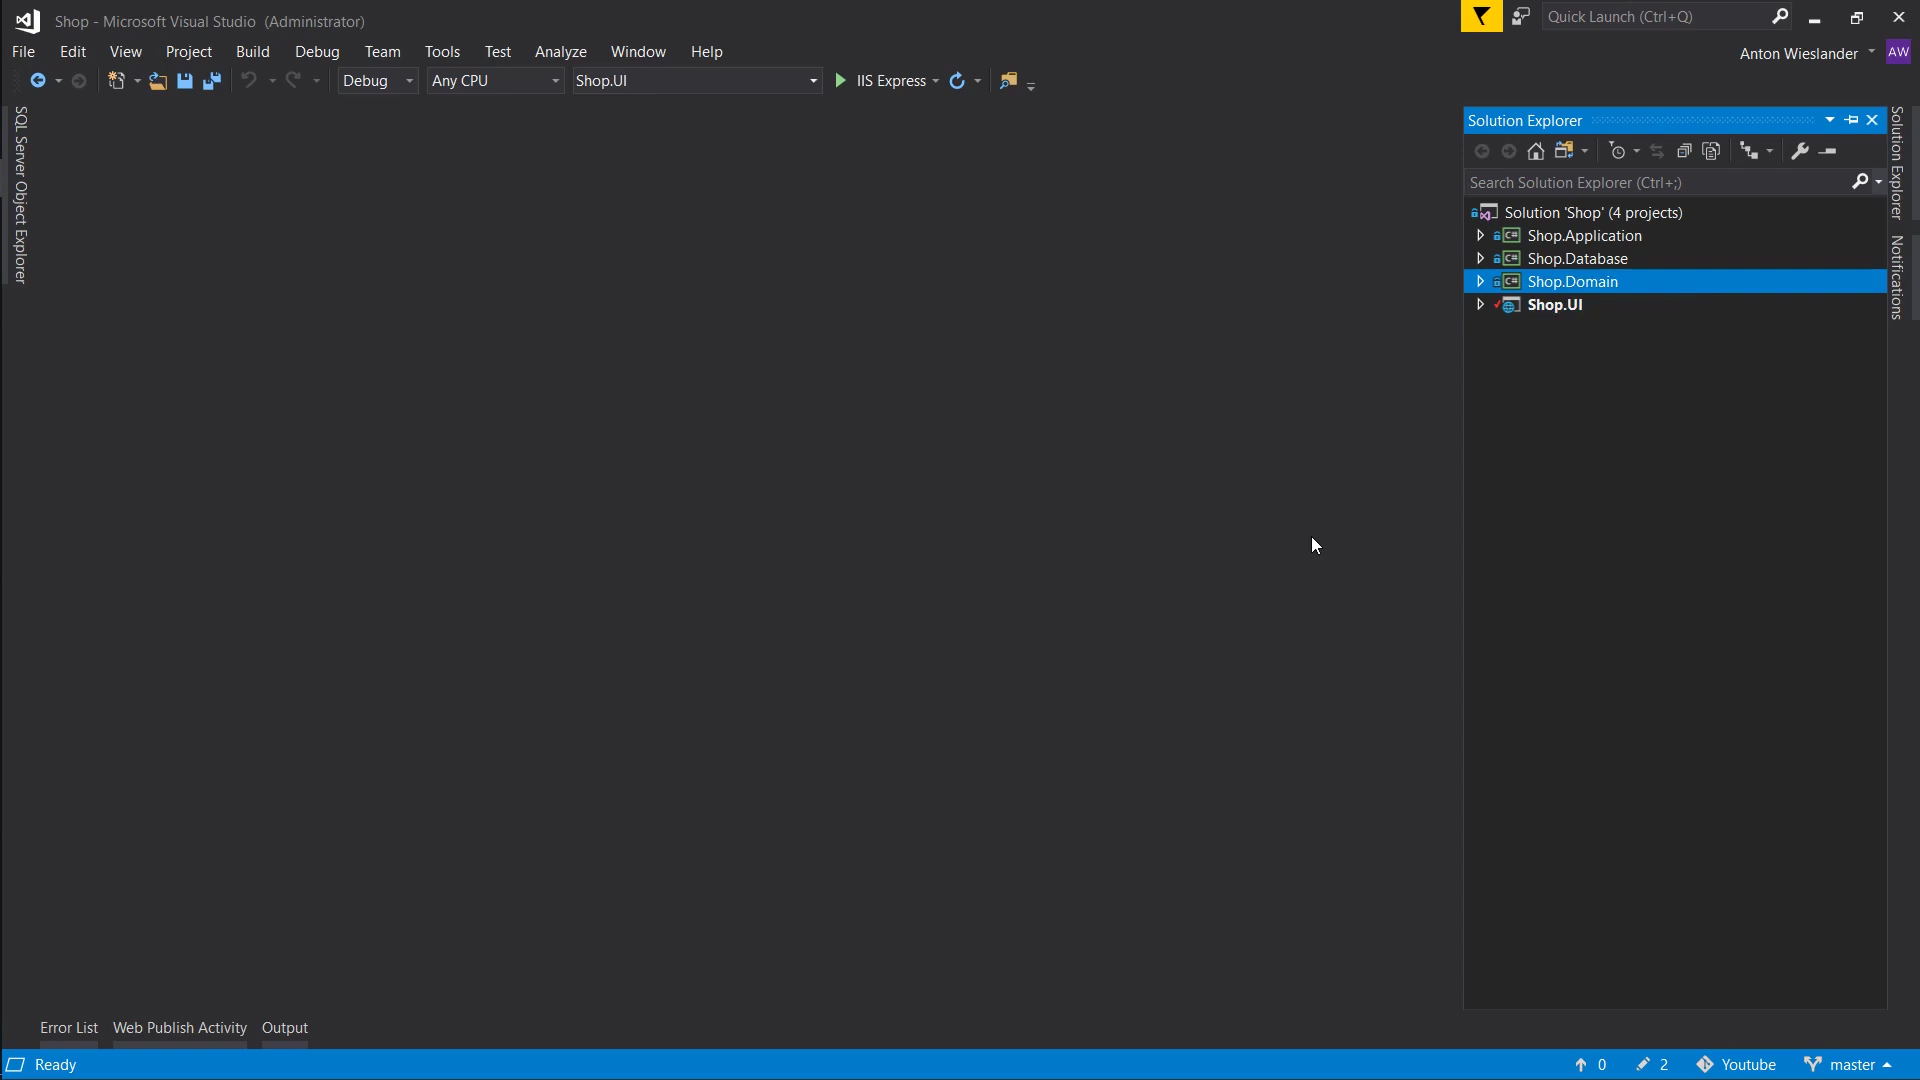 Shop - Microsoft Visual Studio (Administrator)
Quick Launch (Ctrl+Q)
File Edit View Project Build Debug Team Tools Test Analyze Window Help
Anton Wieslander AW
Debug Any CPU Shop.UI IIS Express
SQL Server Object Explorer
Solution Explorer
Search Solution Explorer (Ctrl+;)
Solution 'Shop' (4 projects)
C# Shop.Application
C# Shop.Database
C# Shop.Domain
Shop.UI
Solution Explorer
Notifications
Error List Web Publish Activity Output
Ready 0 2 Youtube master